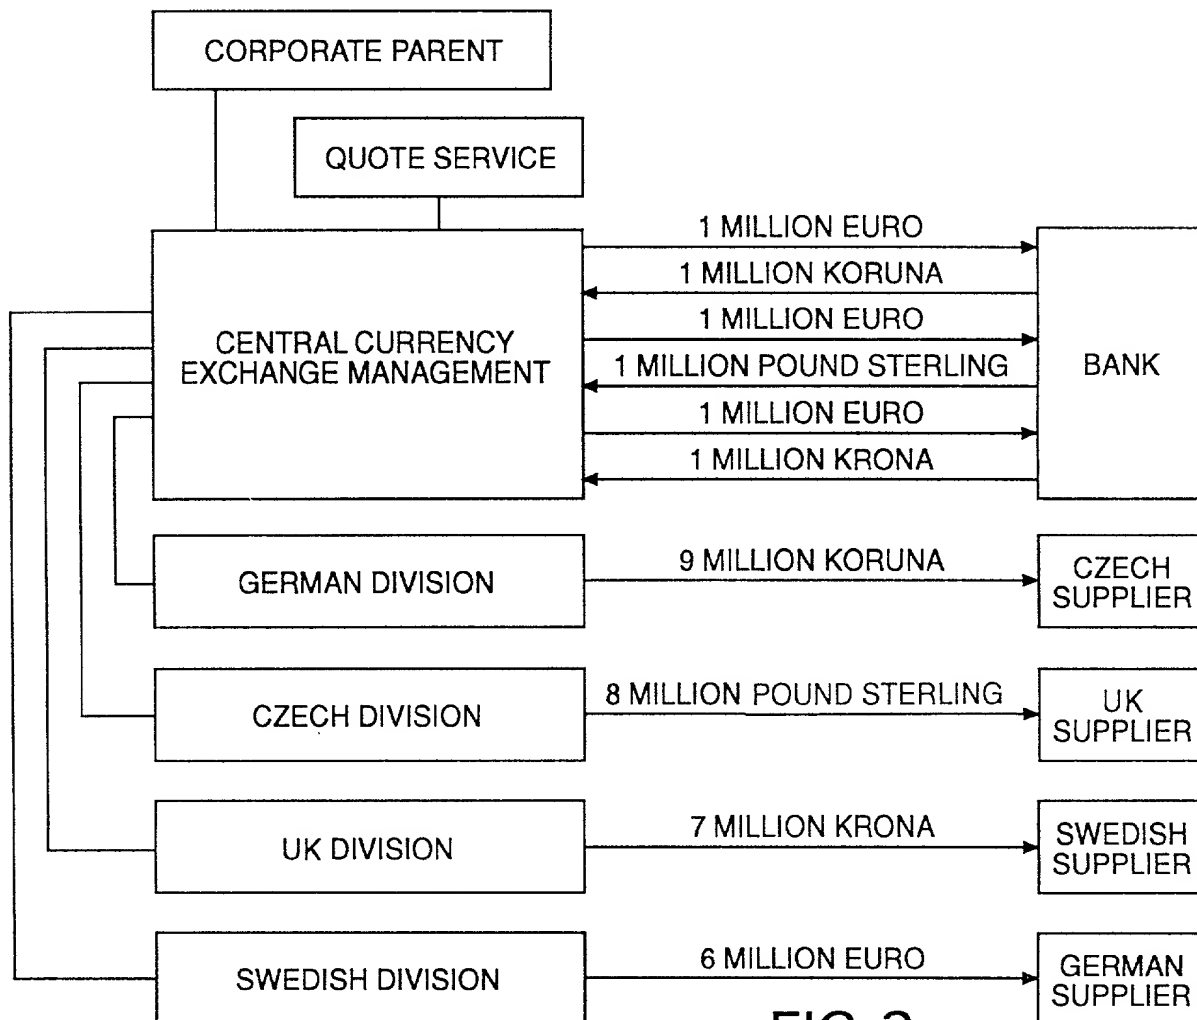 CORPORATE PARENT
QUOTE SERVICE
1 MILLION EURO
1 MILLION KORUNA
1 MILLION EURO
CENTRAL CURRENCY
EXCHANGE MANAGEMENT
1 MILLION POUND STERLING
BANK
1 MILLION EURO
1 MILLION KRONA
GERMAN DIVISION
9 MILLION KORUNA
CZECH
SUPPLIER
CZECH DIVISION
8 MILLION POUND STERLING
UK
SUPPLIER
UK DIVISION
7 MILLION KRONA
SWEDISH
SUPPLIER
SWEDISH DIVISION
6 MILLION EURO
GERMAN
SUPPLIER